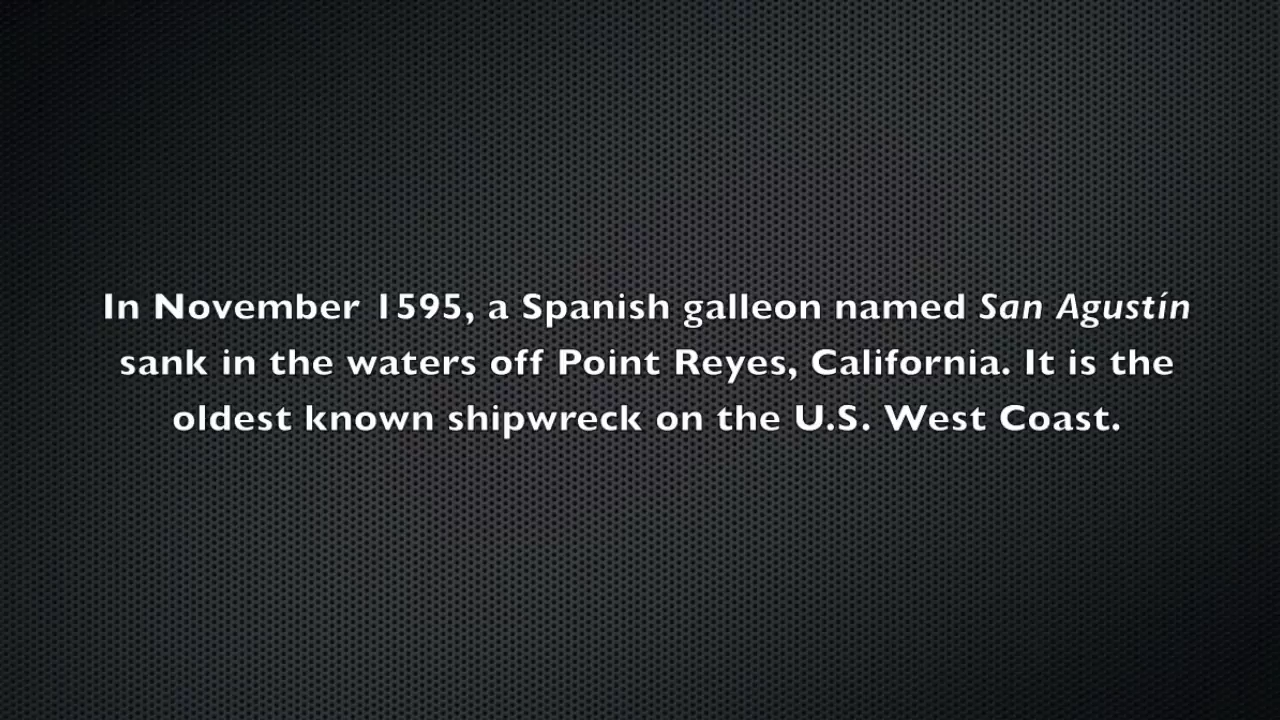 In November 1595, a Spanish galleon named San Agustín
sank in the waters off Point Reyes, California. It is the
oldest known shipwreck on the U.S. West Coast.